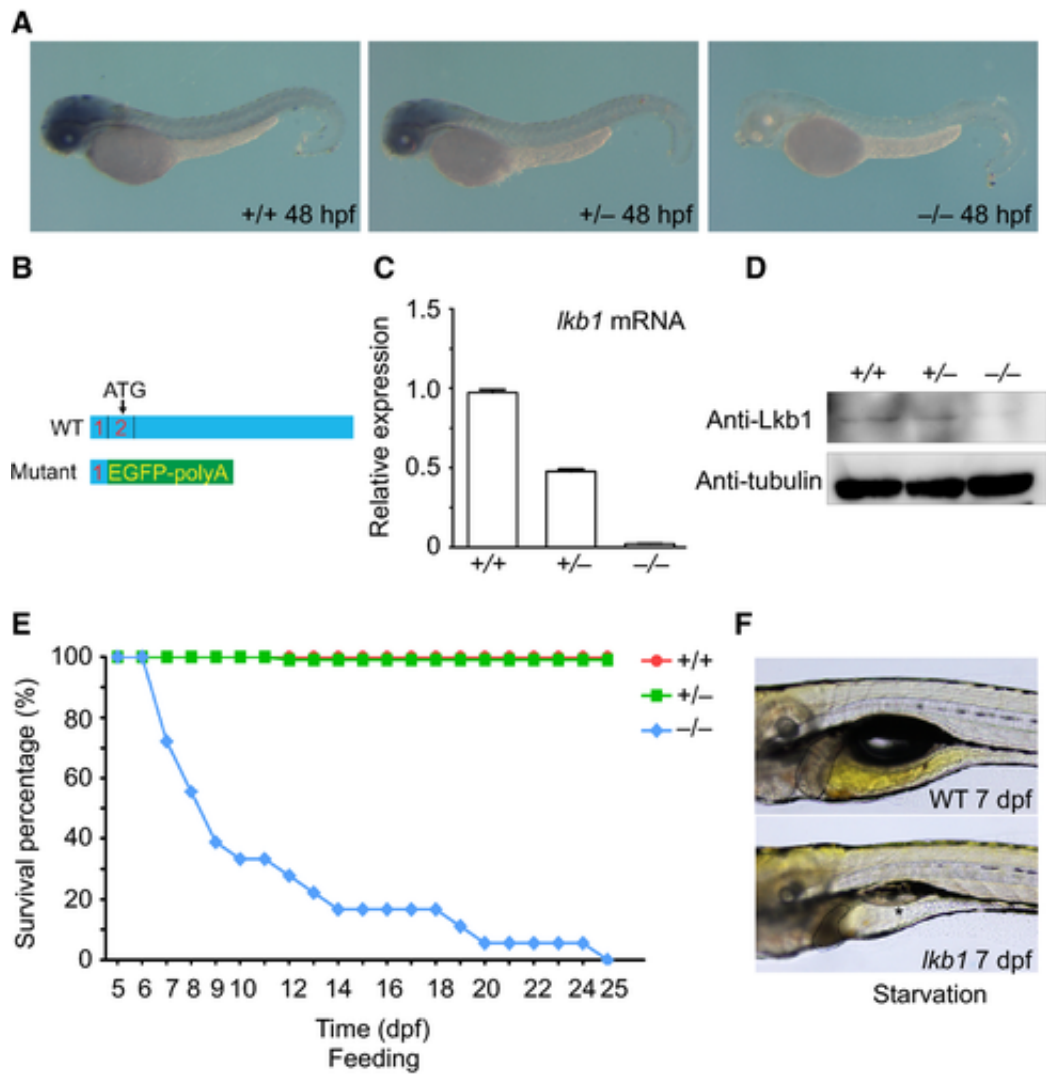 A
+/+ 48 hpf
+/– 48 hpf
–/– 48 hpf
B
ATG
WT 1 2
Mutant 1 EGFP-polyA
C
lkb1 mRNA
Relative expression
1.5
1.0
0.5
0
+/+ +/– –/–
D
+/+ +/– –/–
Anti-Lkb1
Anti-tubulin
E
Survival percentage (%)
100
80
60
40
20
0
5 6 7 8 9 10 12 14 16 18 20 22 24 25
Time (dpf)
Feeding
+/+
+/–
–/–
F
WT 7 dpf
*
lkb1 7 dpf
Starvation